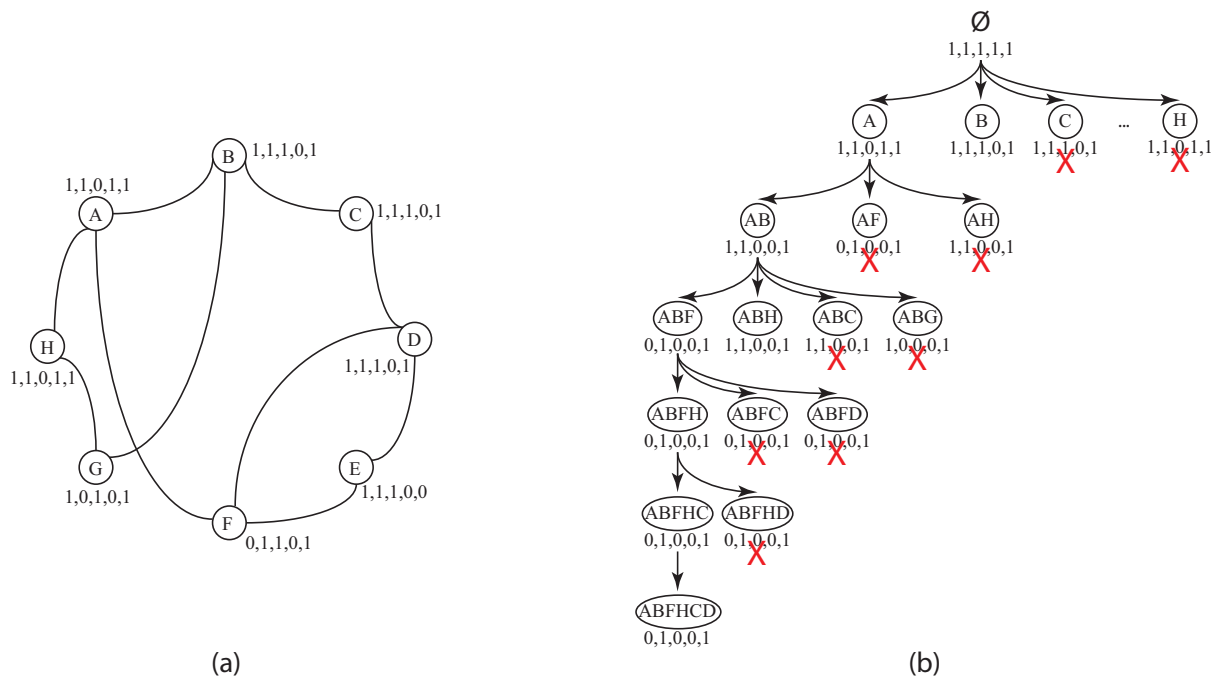 B
1,1,1,0,1
1,1,0,1,1
A
C
1,1,1,0,1
H
1,1,0,1,1
D
1,1,1,0,1
G
1,0,1,0,1
E
1,1,1,0,0
F
0,1,1,0,1
(a)
Ø
1,1,1,1,1
A B C ... H
1,1,0,1,1 1,1,1,0,1 1,1,1,0,1 1,1,0,1,1
X X
AB AF AH
1,1,0,0,1 0,1,0,0,1 1,1,0,0,1
X X
ABF ABH ABC ABG
0,1,0,0,1 1,1,0,0,1 1,1,0,0,1 1,0,0,0,1
X X
ABFH ABFC ABFD
0,1,0,0,1 0,1,0,0,1 0,1,0,0,1
X X
ABFHC ABFHD
0,1,0,0,1 0,1,0,0,1
X
ABFHCD
0,1,0,0,1
(b)